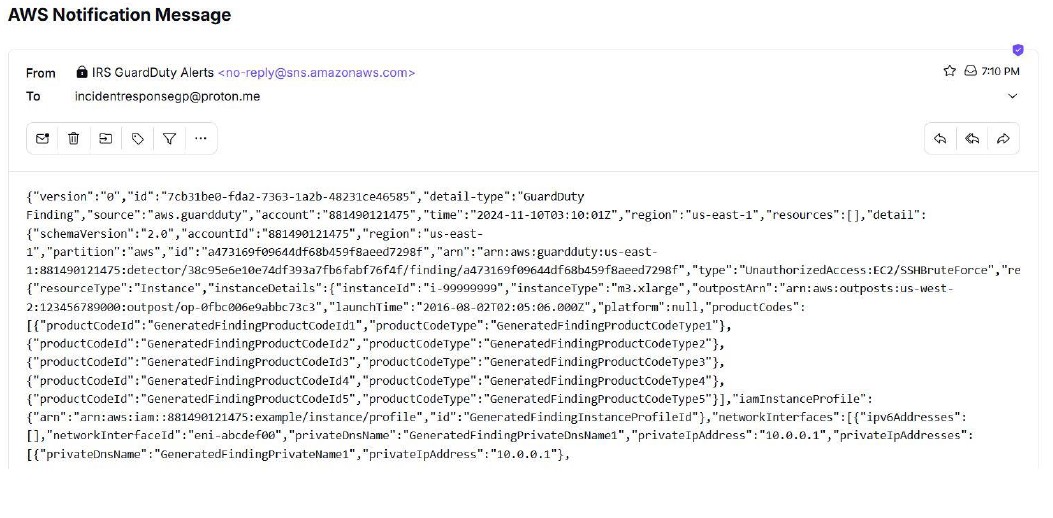 AWS Notification Message
From IRS GuardDuty Alerts <no-reply@sns.amazonaws.com> 7:10 PM
To incidentresponsegp@proton.me
{"version":"0","id":"7cb31be0-fda2-7363-1a2b-48231ce46585","detail-type":"GuardDuty
Finding","source":"aws.guardduty","account":"881490121475","time":"2024-11-10T03:10:01Z","region":"us-east-1","resources":[],"detail":
{"schemaVersion":"2.0","accountId":"881490121475","region":"us-east-
1","partition":"aws","id":"a473169f09644df68b459f8aeed7298f","arn":"arn:aws:guardduty:us-east-
1:881490121475:detector/38c95e6e10e74df393a7fb6fabf76f4f/finding/a473169f09644df68b459f8aeed7298f","type":"UnauthorizedAccess:EC2/SSHBruteForce","re
{"resourceType":"Instance","instanceDetails":{"instanceId":"i-99999999","instanceType":"m3.xlarge","outpostArn":"arn:aws:outposts:us-west-
2:123456789000:outpost/op-0fbc006e9abbc73c3","launchTime":"2016-08-02T02:05:06.000Z","platform":null,"productCodes":
[{"productCodeId":"GeneratedFindingProductCodeId1","productCodeType":"GeneratedFindingProductCodeType1"},
{"productCodeId":"GeneratedFindingProductCodeId2","productCodeType":"GeneratedFindingProductCodeType2"},
{"productCodeId":"GeneratedFindingProductCodeId3","productCodeType":"GeneratedFindingProductCodeType3"},
{"productCodeId":"GeneratedFindingProductCodeId4","productCodeType":"GeneratedFindingProductCodeType4"},
{"productCodeId":"GeneratedFindingProductCodeId5","productCodeType":"GeneratedFindingProductCodeType5"}],"iamInstanceProfile":
{"arn":"arn:aws:iam::881490121475:example/instance/profile","id":"GeneratedFindingInstanceProfileId"},"networkInterfaces":[{"ipv6Addresses":
[],"networkInterfaceId":"eni-abcdef00","privateDnsName":"GeneratedFindingPrivateDnsName1","privateIpAddress":"10.0.0.1","privateIpAddresses":
[{"privateDnsName":"GeneratedFindingPrivateName1","privateIpAddress":"10.0.0.1"},